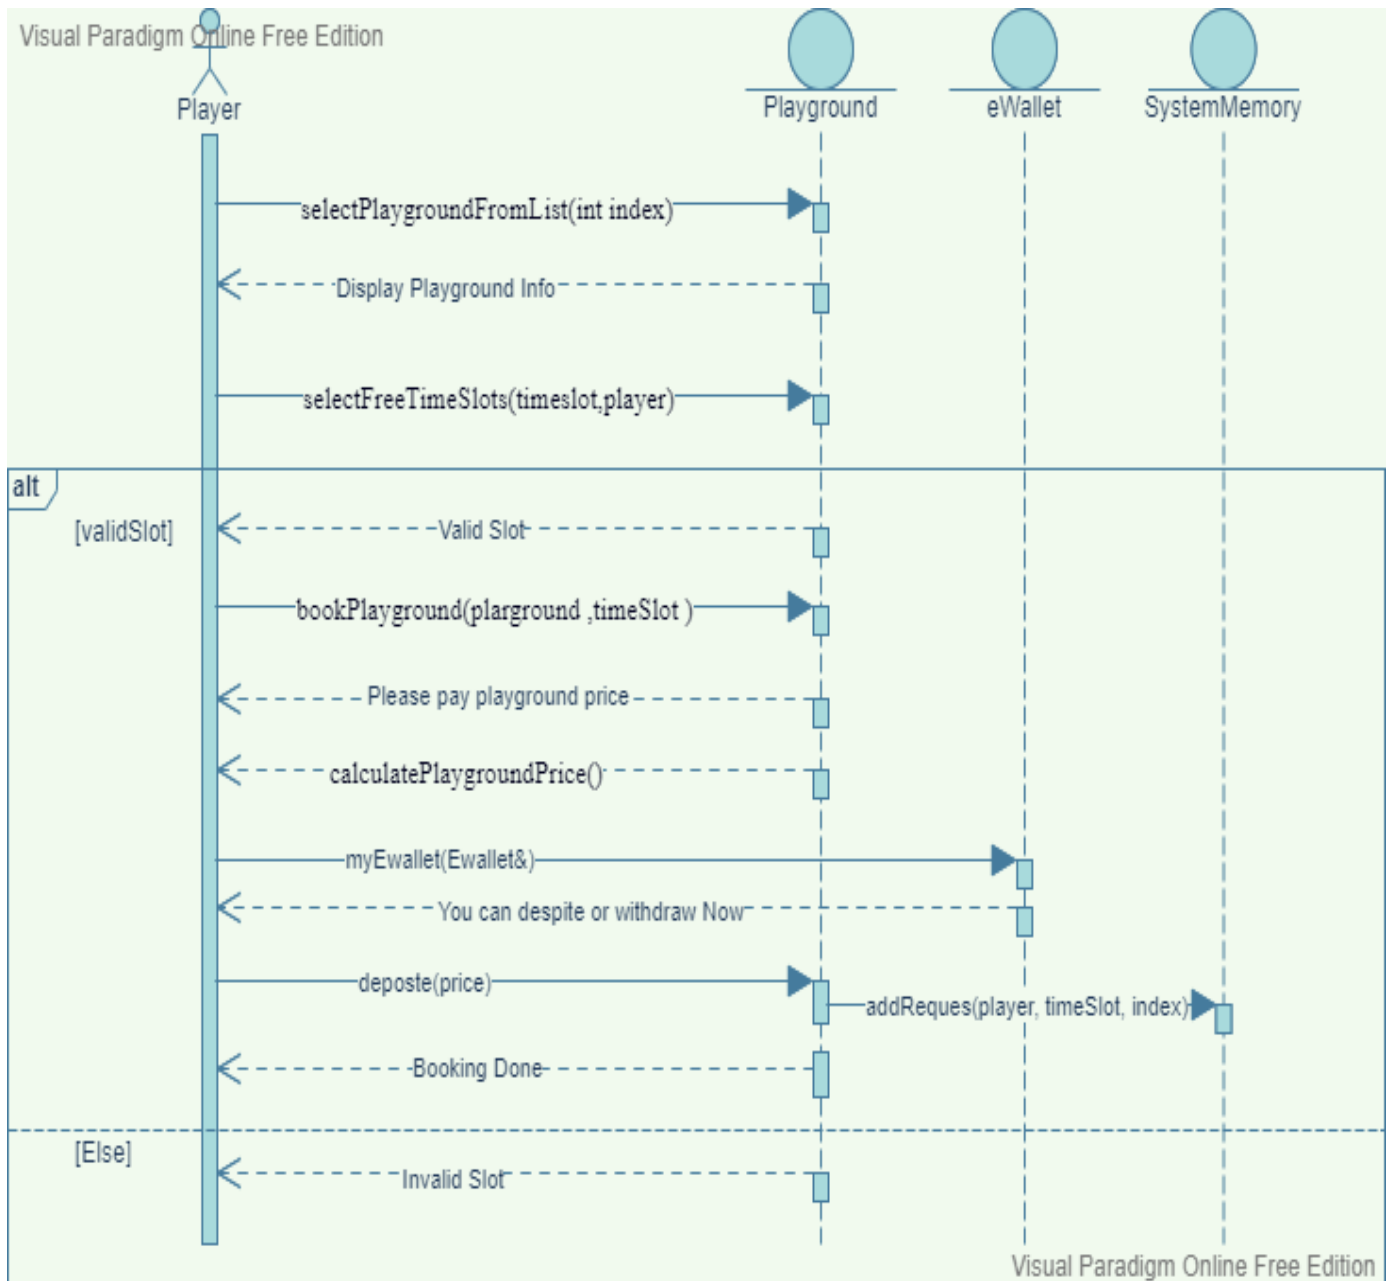 Visual Paradigm Online Free Edition
Player
Playground
eWallet
SystemMemory
selectPlaygroundFromList(int index)
Display Playground Info
selectFreeTimeSlots(timeslot,player)
alt
[validSlot]
Valid Slot
bookPlayground(plarground ,timeSlot )
Please pay playground price
calculatePlaygroundPrice()
myEwallet(Ewallet&)
You can despite or withdraw Now
deposte(price)
addReques(player, timeSlot, index)
Booking Done
[Else]
Invalid Slot
Visual Paradigm Online Free Edition